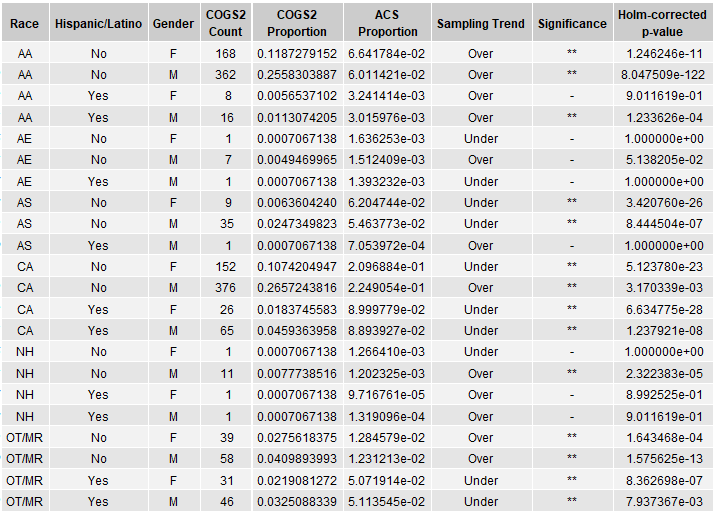 Race Hispanic/Latino Gender COGS2 Count COGS2 Proportion ACS Proportion Sampling Trend Significance Holm-corrected p-value
AA No F 168 0.1187279152 6.641784e-02 Over ** 1.246246e-11
AA No M 362 0.2558303887 6.011421e-02 Over ** 8.047509e-122
AA Yes F 8 0.0056537102 3.241414e-03 Over - 9.011619e-01
AA Yes M 16 0.0113074205 3.015976e-03 Over ** 1.233626e-04
AE No F 1 0.0007067138 1.636253e-03 Under - 1.000000e+00
AE No M 7 0.0049469965 1.512409e-03 Over - 5.138205e-02
AE Yes M 1 0.0007067138 1.393232e-03 Under - 1.000000e+00
AS No F 9 0.0063604240 6.204744e-02 Under ** 3.420760e-26
AS No M 35 0.0247349823 5.463773e-02 Under ** 8.444504e-07
AS Yes M 1 0.0007067138 7.053972e-04 Over - 1.000000e+00
CA No F 152 0.1074204947 2.096884e-01 Under ** 5.123780e-23
CA No M 376 0.2657243816 2.249054e-01 Over ** 3.170339e-03
CA Yes F 26 0.0183745583 8.999779e-02 Under ** 6.634775e-28
CA Yes M 65 0.0459363958 8.893927e-02 Under ** 1.237921e-08
NH No F 1 0.0007067138 1.266410e-03 Under - 1.000000e+00
NH No M 11 0.0077738516 1.202325e-03 Over ** 2.322383e-05
NH Yes F 1 0.0007067138 9.716761e-05 Over - 8.992525e-01
NH Yes M 1 0.0007067138 1.319096e-04 Over - 9.011619e-01
OT/MR No F 39 0.0275618375 1.284579e-02 Over ** 1.643468e-04
OT/MR No M 58 0.0409893993 1.231213e-02 Over ** 1.575625e-13
OT/MR Yes F 31 0.0219081272 5.071914e-02 Under ** 8.362698e-07
OT/MR Yes M 46 0.0325088339 5.113545e-02 Under ** 7.937367e-03